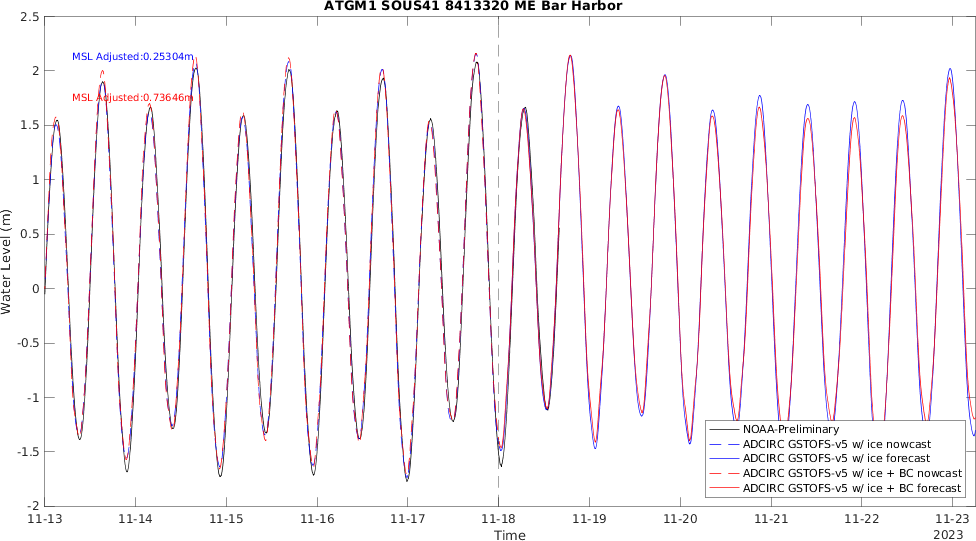 ATGM1 SOUS41 8413320 ME Bar Harbor
2.5
2
1.5
1
0.5
0
-0.5
-1
-1.5
-2
Water Level (m)
MSL Adjusted:0.25304m
MSL Adjusted:0.73646m
NOAA-Preliminary
ADCIRC GSTOFS-v5 w/ ice nowcast
ADCIRC GSTOFS-v5 w/ ice forecast
ADCIRC GSTOFS-v5 w/ ice + BC nowcast
ADCIRC GSTOFS-v5 w/ ice + BC forecast
11-13 11-14 11-15 11-16 11-17 11-18 11-19 11-20 11-21 11-22 11-23
Time
2023